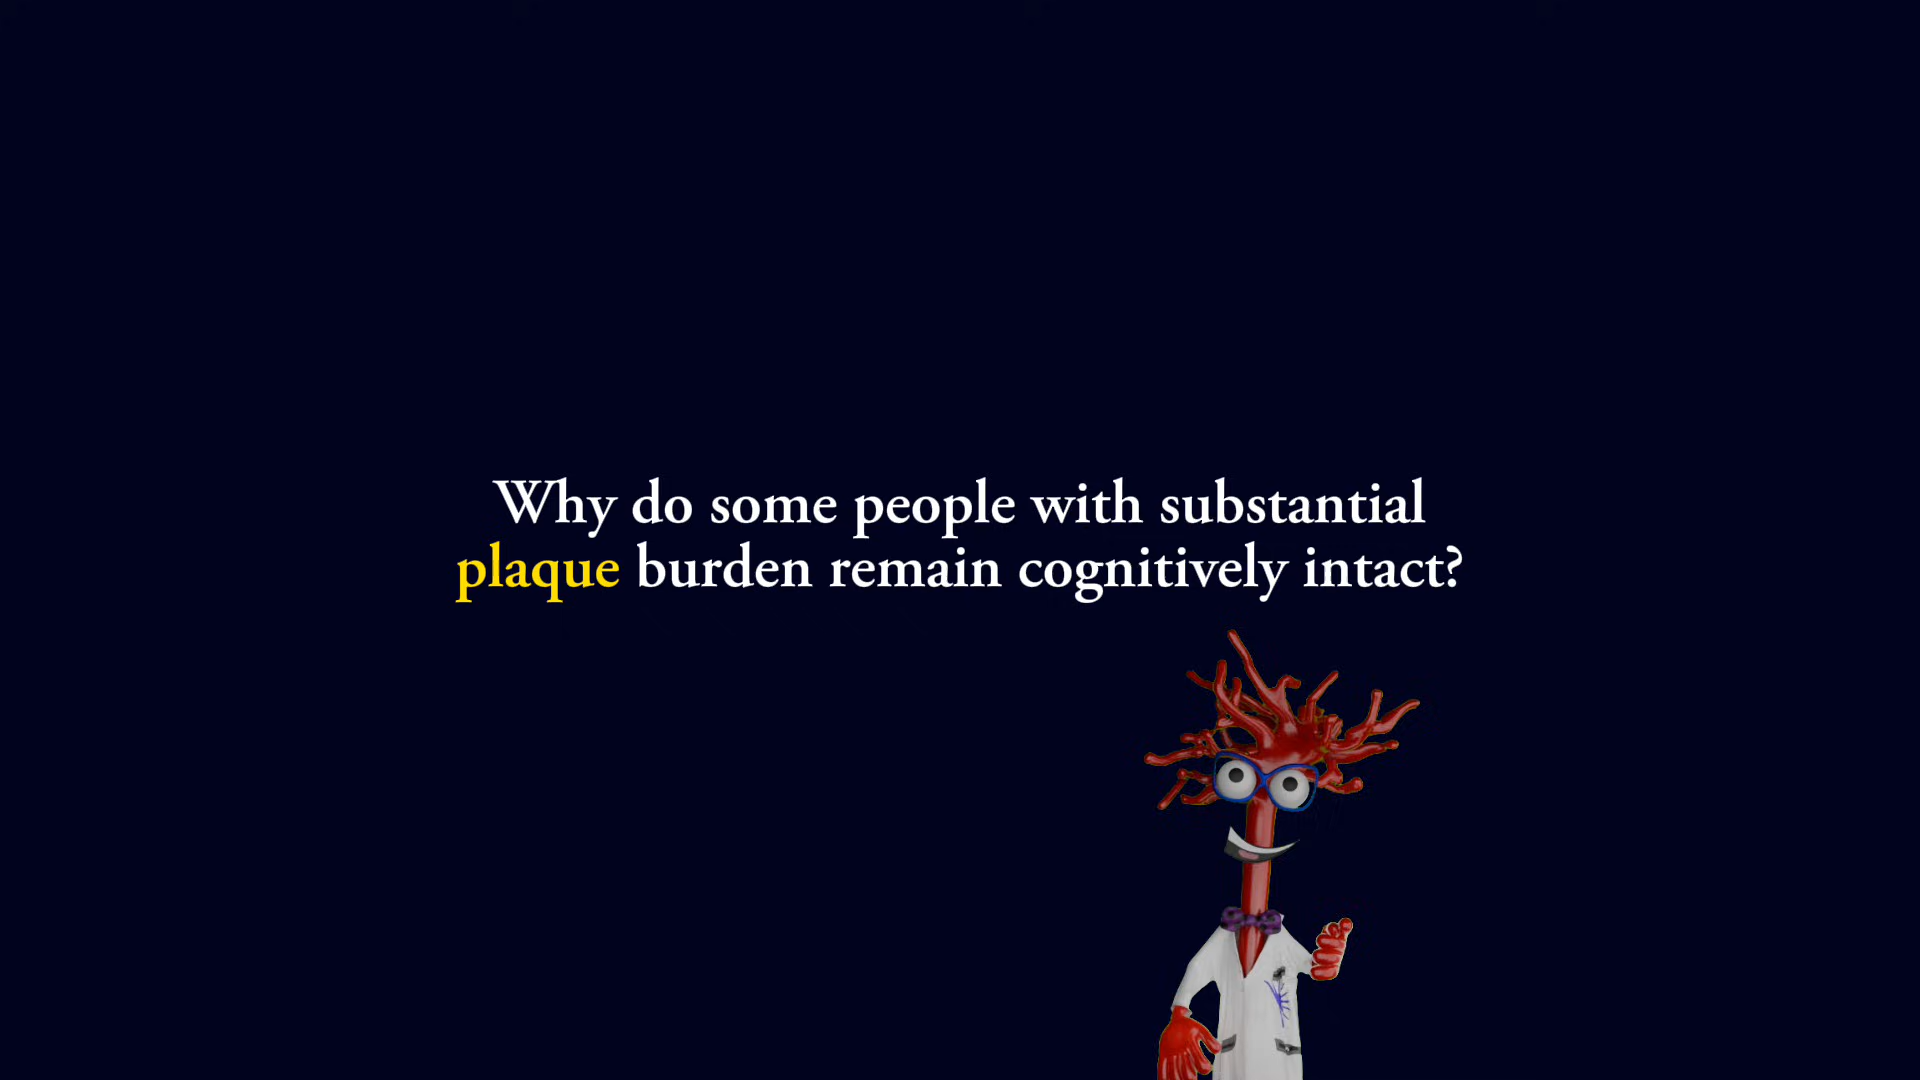 Why do some people with substantial
plaque burden remain cognitively intact?